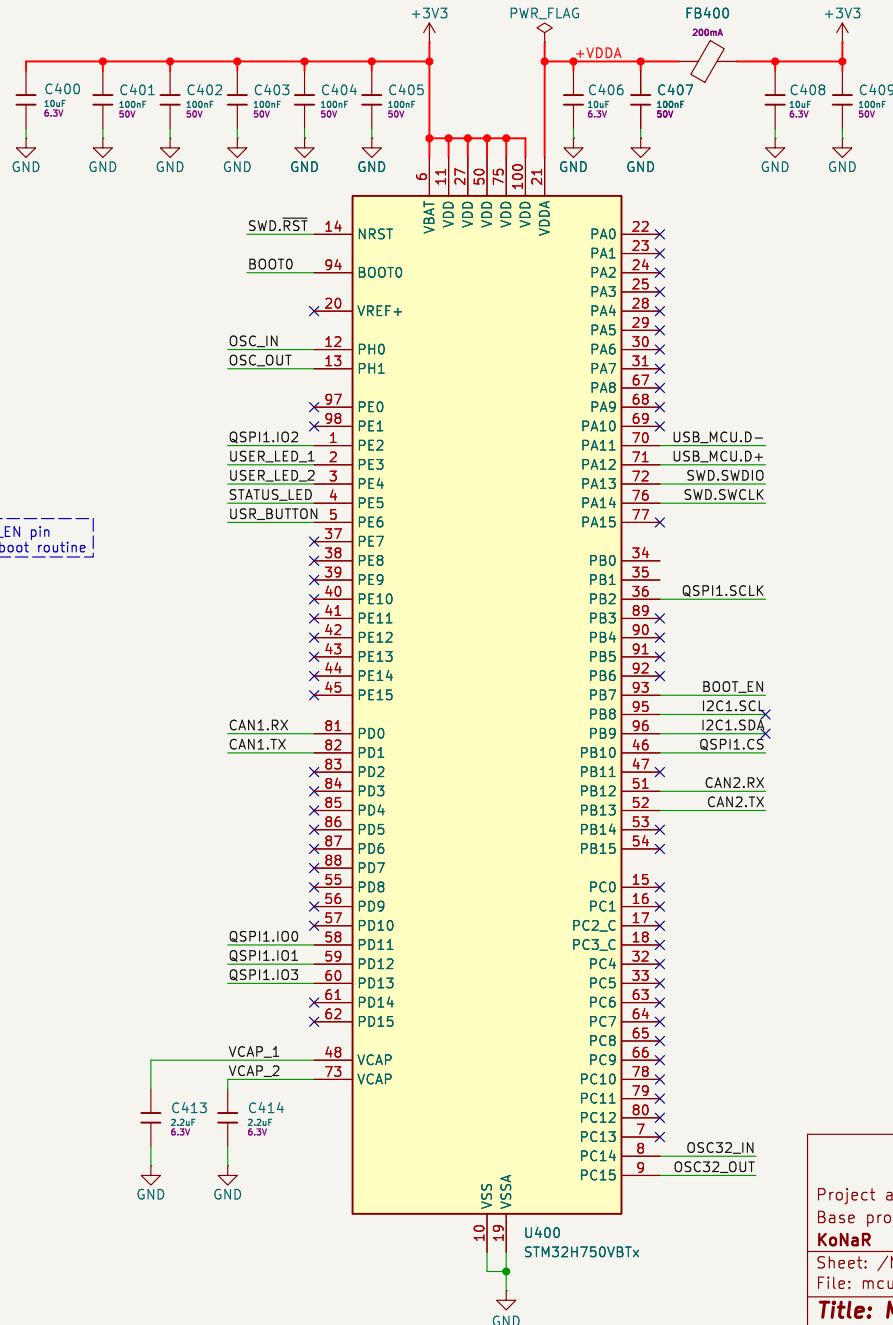 +3V3
PWR_FLAG
FB400
200mA
+3V3
+VDDA
C400
10uF
6.3V
C401
100nF
50V
C402
100nF
50V
C403
100nF
50V
C404
100nF
50V
C405
100nF
50V
C406
10uF
6.3V
C407
100nF
50V
C408
10uF
6.3V
C409
100nF
50V
GND
GND
GND
GND
GND
GND
GND
GND
GND
GND
6 VBAT
11 VDD
27 VDD
50 VDD
75 VDD
100 VDD
21 VDDA
SWD.RST 14 NRST
BOOT0 94 BOOT0
20 VREF+
OSC_IN 12 PH0
OSC_OUT 13 PH1
97 PE0
98 PE1
QSPI1.IO2 1 PE2
USER_LED_1 2 PE3
USER_LED_2 3 PE4
STATUS_LED 4 PE5
USR_BUTTON 5 PE6
37 PE7
38 PE8
39 PE9
40 PE10
41 PE11
42 PE12
43 PE13
44 PE14
45 PE15
CAN1.RX 81 PD0
CAN1.TX 82 PD1
83 PD2
84 PD3
85 PD4
86 PD5
87 PD6
88 PD7
55 PD8
56 PD9
57 PD10
QSPI1.IO0 58 PD11
QSPI1.IO1 59 PD12
QSPI1.IO3 60 PD13
61 PD14
62 PD15
VCAP_1 48 VCAP
VCAP_2 73 VCAP
_EN pin
boot routine
PA0 22
PA1 23
PA2 24
PA3 25
PA4 28
PA5 29
PA6 30
PA7 31
PA8 67
PA9 68
PA10 69
PA11 70 USB_MCU.D-
PA12 71 USB_MCU.D+
PA13 72 SWD.SWDIO
PA14 76 SWD.SWCLK
PA15 77
PB0 34
PB1 35
PB2 36 QSPI1.SCLK
PB3 89
PB4 90
PB5 91
PB6 92
PB7 93 BOOT_EN
PB8 95 I2C1.SCL
PB9 96 I2C1.SDA
PB10 46 QSPI1.CS
PB11 47
PB12 51 CAN2.RX
PB13 52 CAN2.TX
PB14 53
PB15 54
PC0 15
PC1 16
PC2_C 17
PC3_C 18
PC4 32
PC5 33
PC6 63
PC7 64
PC8 65
PC9 66
PC10 78
PC11 79
PC12 80
PC13 7
PC14 8 OSC32_IN
PC15 9 OSC32_OUT
C413
2.2uF
6.3V
C414
2.2uF
6.3V
GND
GND
VSS 10
VSSA 19
U400
STM32H750VBTx
GND
Project a
Base pro
KoNaR
Sheet: /
File: mcu
Title: